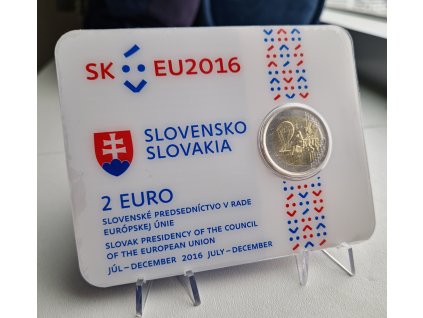 SK EU2016
SLOVENSKO
SLOVAKIA
2 EURO
SLOVENSKÉ PREDSEDNÍCTVO V RADE
EURÓPSKEJ ÚNIE
SLOVAK PRESIDENCY OF THE COUNCIL
OF THE EUROPEAN UNION
JÚL–DECEMBER 2016 JULY–DECEMBER
2